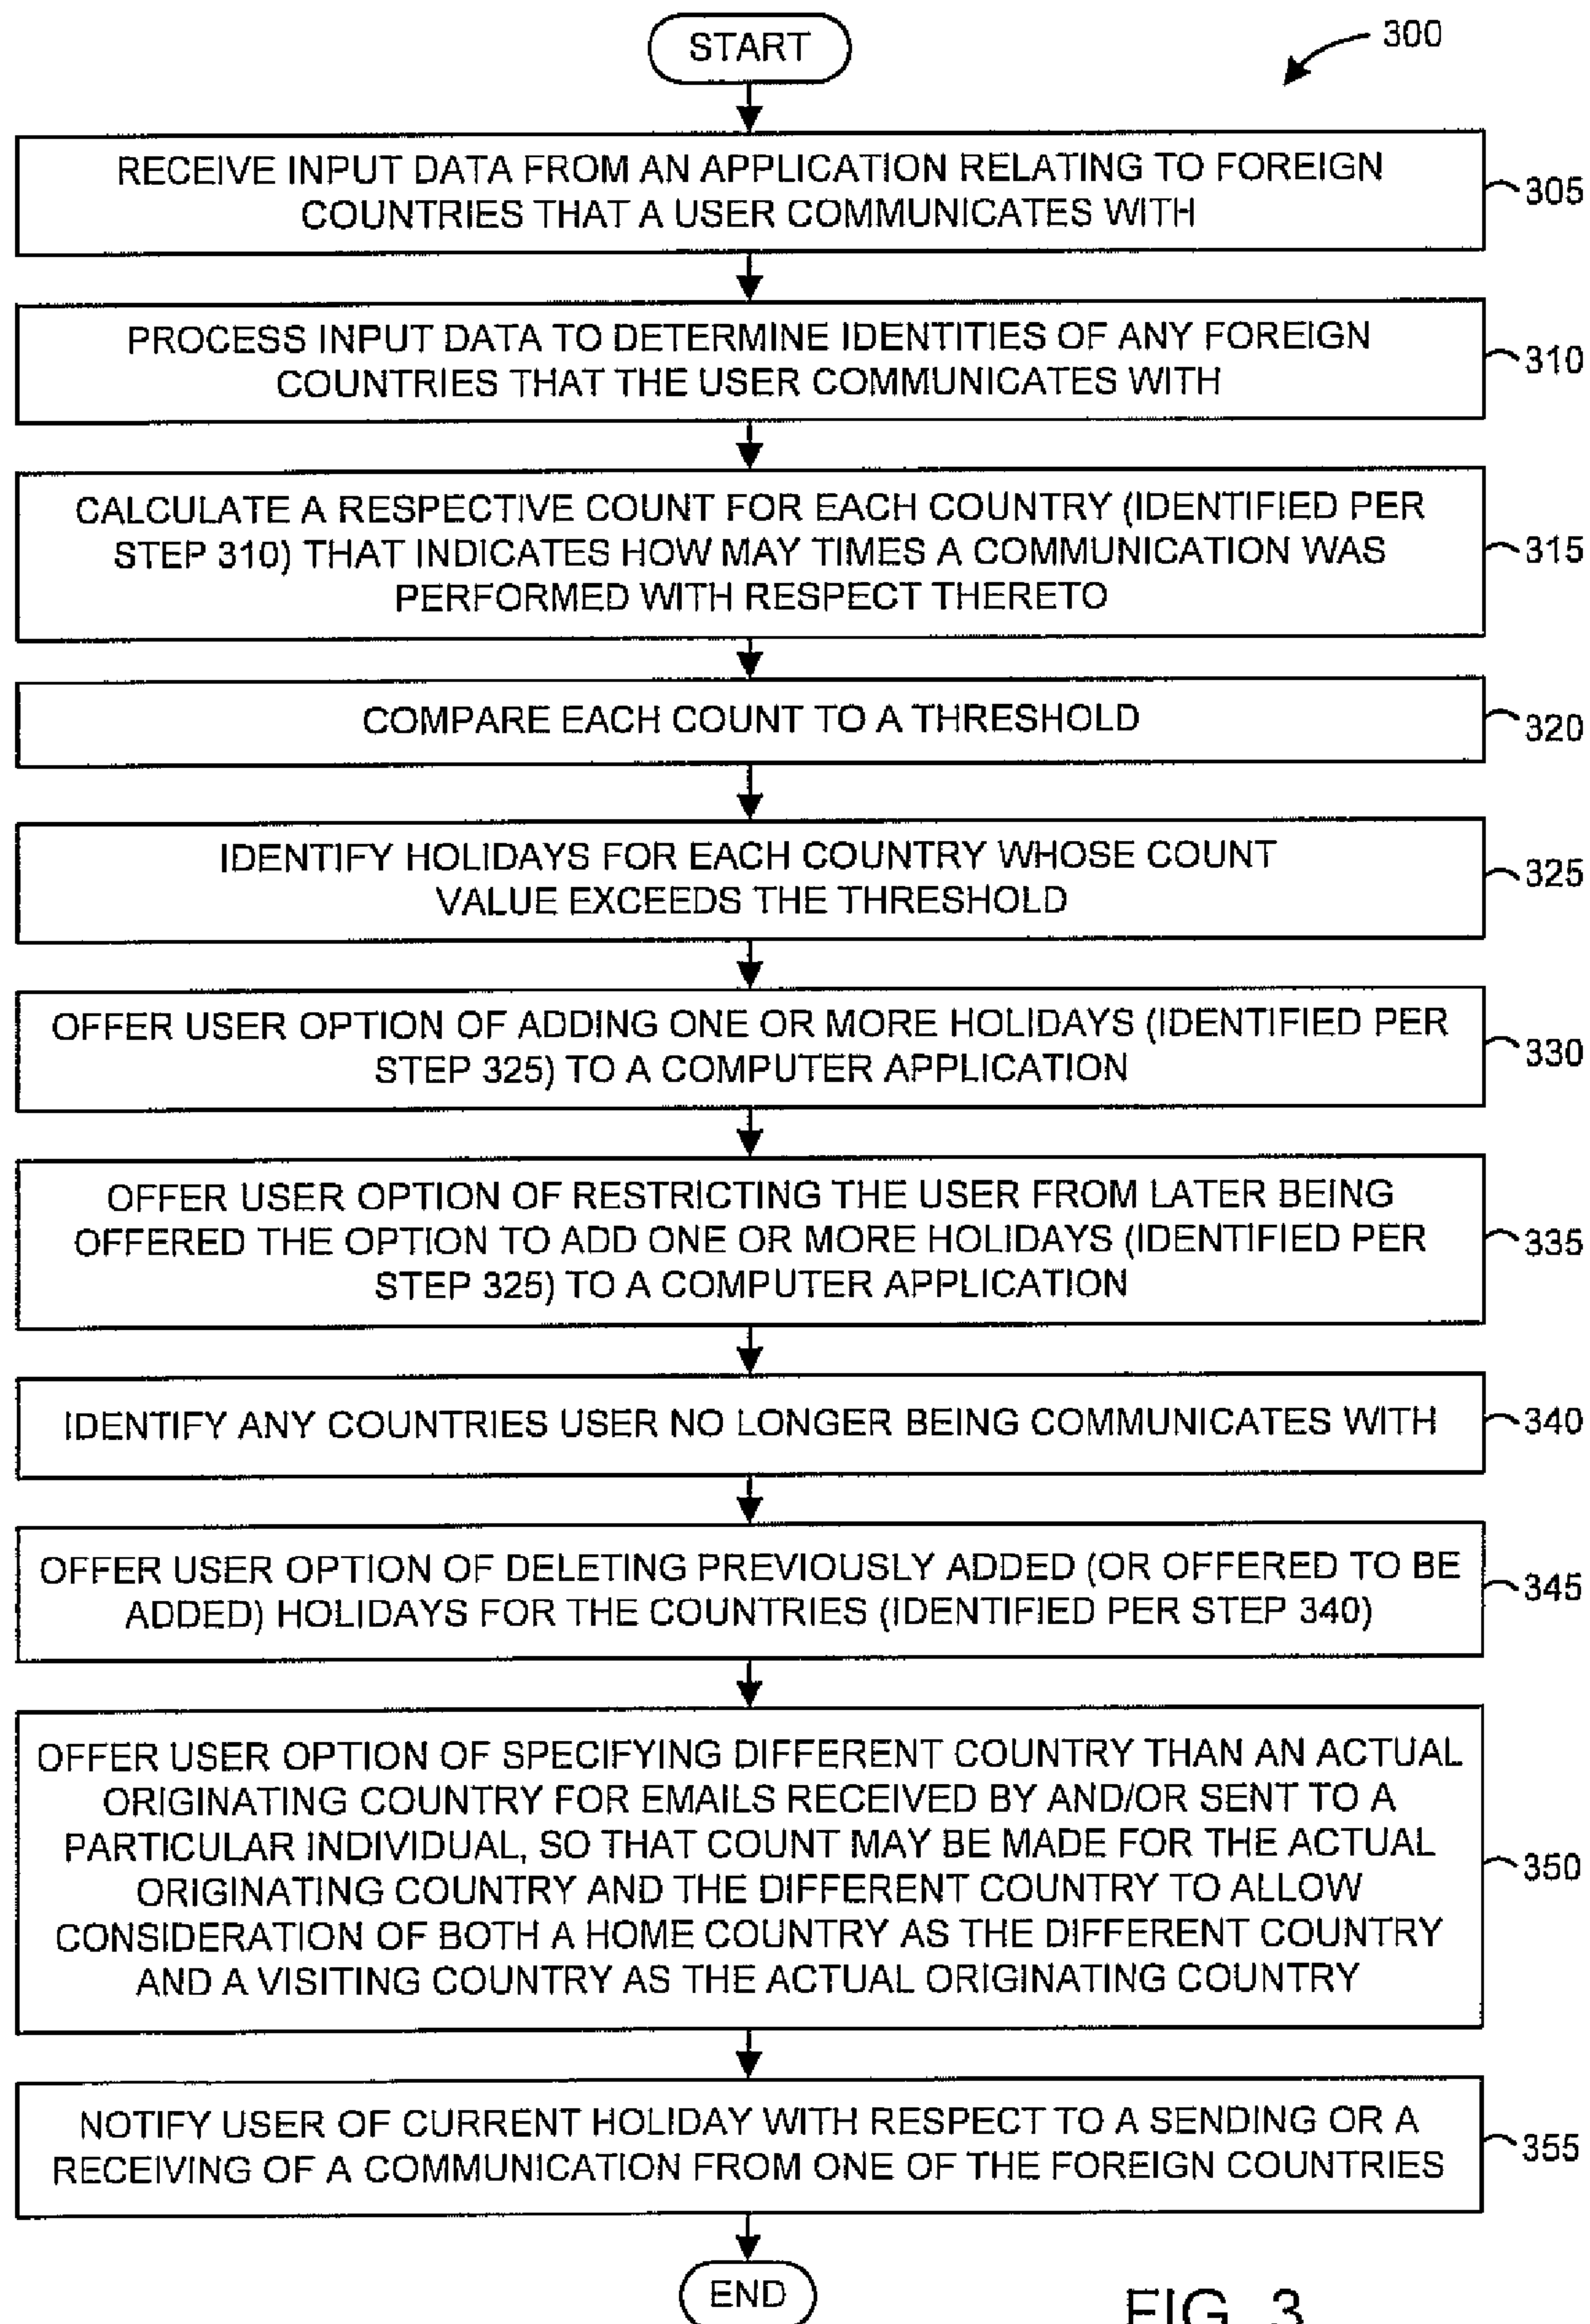 START
300
RECEIVE INPUT DATA FROM AN APPLICATION RELATING TO FOREIGN
COUNTRIES THAT A USER COMMUNICATES WITH
305
PROCESS INPUT DATA TO DETERMINE IDENTITIES OF ANY FOREIGN
COUNTRIES THAT THE USER COMMUNICATES WITH
310
CALCULATE A RESPECTIVE COUNT FOR EACH COUNTRY (IDENTIFIED PER
STEP 310) THAT INDICATES HOW MAY TIMES A COMMUNICATION WAS
PERFORMED WITH RESPECT THERETO
315
COMPARE EACH COUNT TO A THRESHOLD
320
IDENTIFY HOLIDAYS FOR EACH COUNTRY WHOSE COUNT
VALUE EXCEEDS THE THRESHOLD
325
OFFER USER OPTION OF ADDING ONE OR MORE HOLIDAYS (IDENTIFIED PER
STEP 325) TO A COMPUTER APPLICATION
330
OFFER USER OPTION OF RESTRICTING THE USER FROM LATER BEING
OFFERED THE OPTION TO ADD ONE OR MORE HOLIDAYS (IDENTIFIED PER
STEP 325) TO A COMPUTER APPLICATION
335
IDENTIFY ANY COUNTRIES USER NO LONGER BEING COMMUNICATES WITH
340
OFFER USER OPTION OF DELETING PREVIOUSLY ADDED (OR OFFERED TO BE
ADDED) HOLIDAYS FOR THE COUNTRIES (IDENTIFIED PER STEP 340)
345
OFFER USER OPTION OF SPECIFYING DIFFERENT COUNTRY THAN AN ACTUAL
ORIGINATING COUNTRY FOR EMAILS RECEIVED BY AND/OR SENT TO A
PARTICULAR INDIVIDUAL, SO THAT COUNT MAY BE MADE FOR THE ACTUAL
ORIGINATING COUNTRY AND THE DIFFERENT COUNTRY TO ALLOW
CONSIDERATION OF BOTH A HOME COUNTRY AS THE DIFFERENT COUNTRY
AND A VISITING COUNTRY AS THE ACTUAL ORIGINATING COUNTRY
350
NOTIFY USER OF CURRENT HOLIDAY WITH RESPECT TO A SENDING OR A
RECEIVING OF A COMMUNICATION FROM ONE OF THE FOREIGN COUNTRIES
355
END
FIG. 3